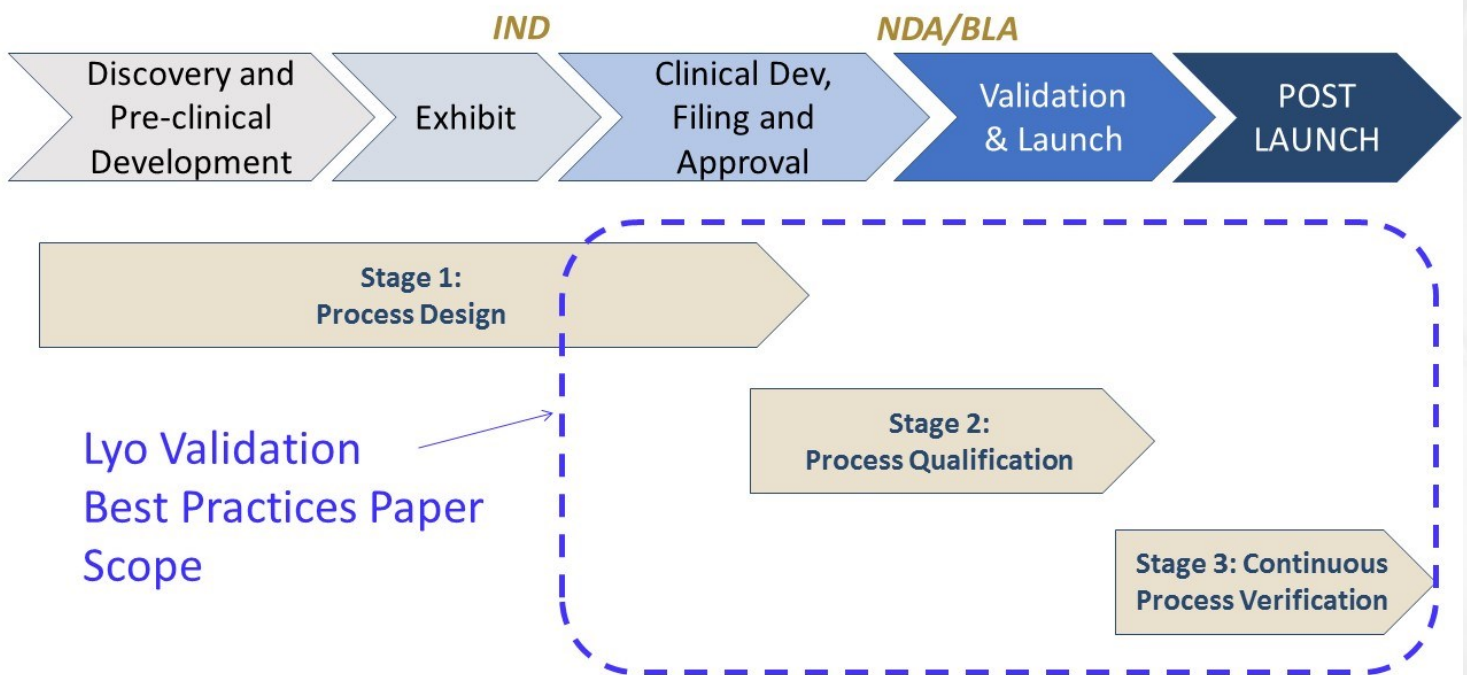 IND
NDA/BLA
Discovery and
Pre-clinical
Development
Exhibit
Clinical Dev,
Filing and
Approval
Validation
& Launch
POST
LAUNCH
Stage 1:
Process Design
Stage 2:
Process Qualification
Lyo Validation
Best Practices Paper
Scope
Stage 3: Continuous
Process Verification